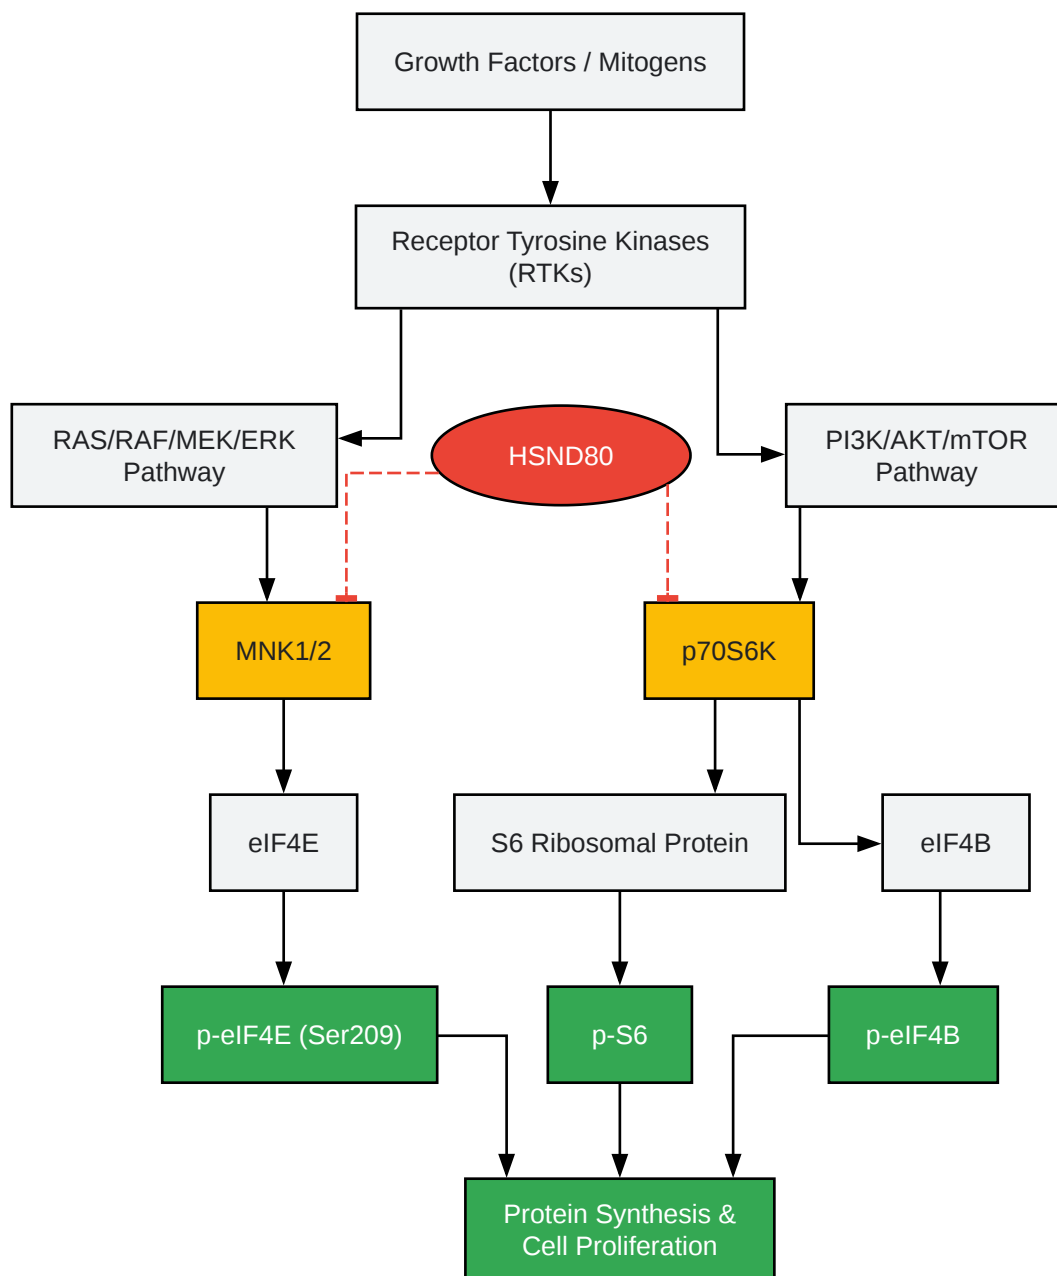 Growth Factors / Mitogens
Receptor Tyrosine Kinases
(RTKs)
RAS/RAF/MEK/ERK
Pathway
HSND80
PI3K/AKT/mTOR
Pathway
MNK1/2
p70S6K
eIF4E
S6 Ribosomal Protein
eIF4B
p-eIF4E (Ser209)
p-S6
p-eIF4B
Protein Synthesis &
Cell Proliferation